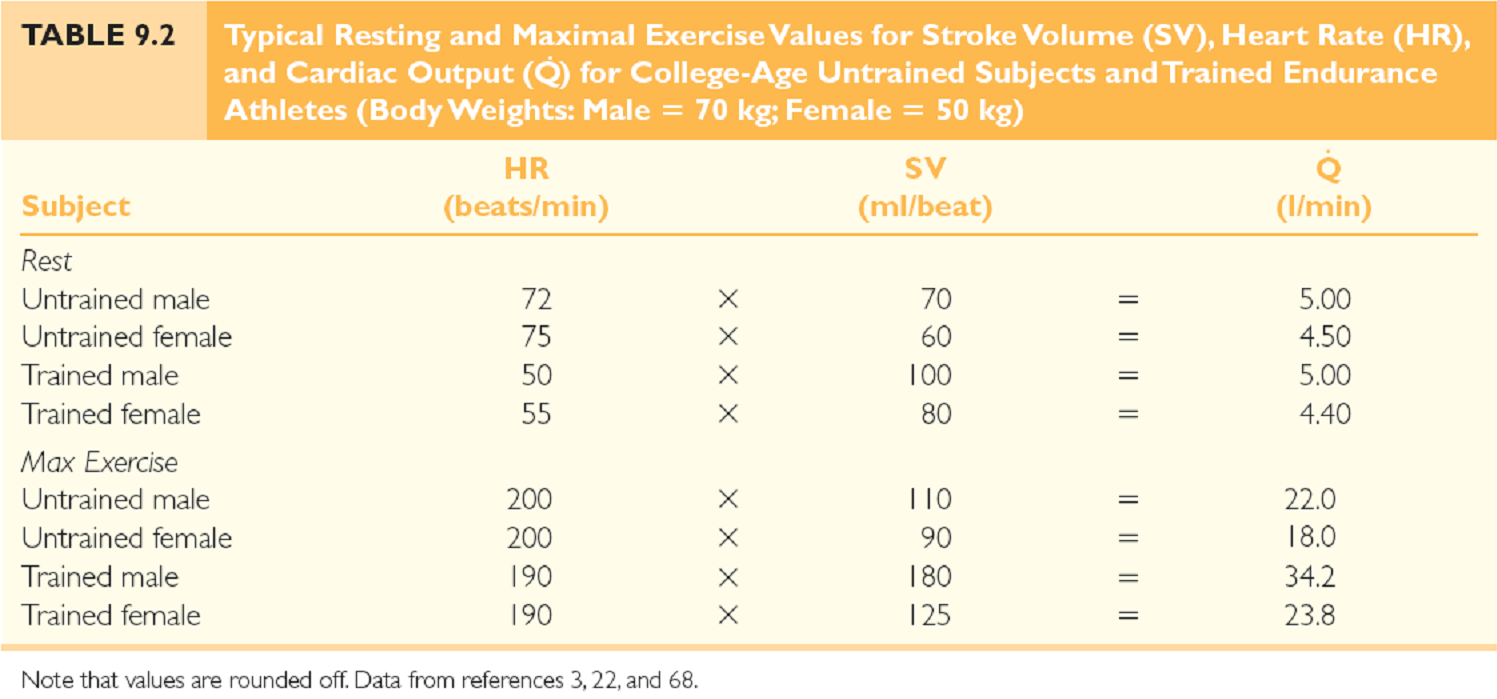 TABLE 9.2
Typical Resting and Maximal Exercise Values for Stroke Volume (SV), Heart Rate (HR),
and Cardiac Output (Q̇) for College-Age Untrained Subjects and Trained Endurance
Athletes (Body Weights: Male = 70 kg; Female = 50 kg)
HR SV Q̇
Subject (beats/min) (ml/beat) (l/min)
Rest
Untrained male 72 × 70 = 5.00
Untrained female 75 × 60 = 4.50
Trained male 50 × 100 = 5.00
Trained female 55 × 80 = 4.40
Max Exercise
Untrained male 200 × 110 = 22.0
Untrained female 200 × 90 = 18.0
Trained male 190 × 180 = 34.2
Trained female 190 × 125 = 23.8
Note that values are rounded off. Data from references 3, 22, and 68.